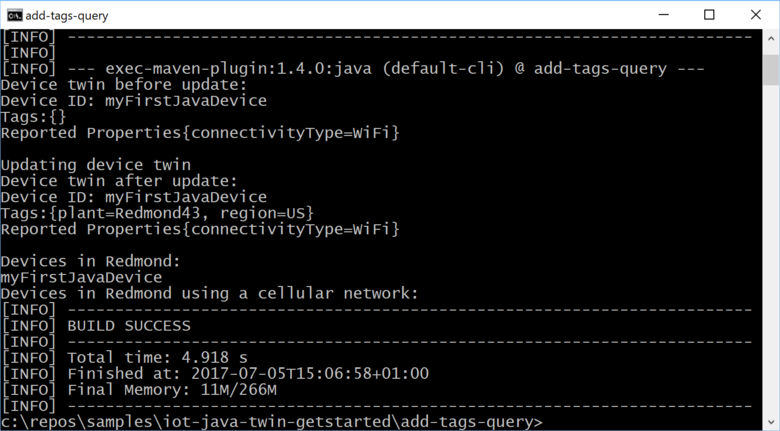 add-tags-query
[INFO] ------------------------------------------------------------------------
[INFO]
[INFO] --- exec-maven-plugin:1.4.0:java (default-cli) @ add-tags-query ---
Device twin before update:
Device ID: myFirstJavaDevice
Tags:{}
Reported Properties{connectivityType=WiFi}
Updating device twin
Device twin after update:
Device ID: myFirstJavaDevice
Tags:{plant=Redmond43, region=US}
Reported Properties{connectivityType=WiFi}
Devices in Redmond:
myFirstJavaDevice
Devices in Redmond using a cellular network:
[INFO] ------------------------------------------------------------------------
[INFO] BUILD SUCCESS
[INFO] ------------------------------------------------------------------------
[INFO] Total time: 4.918 s
[INFO] Finished at: 2017-07-05T15:06:58+01:00
[INFO] Final Memory: 11M/266M
[INFO] ------------------------------------------------------------------------
c:\repos\samples\iot-java-twin-getstarted\add-tags-query>